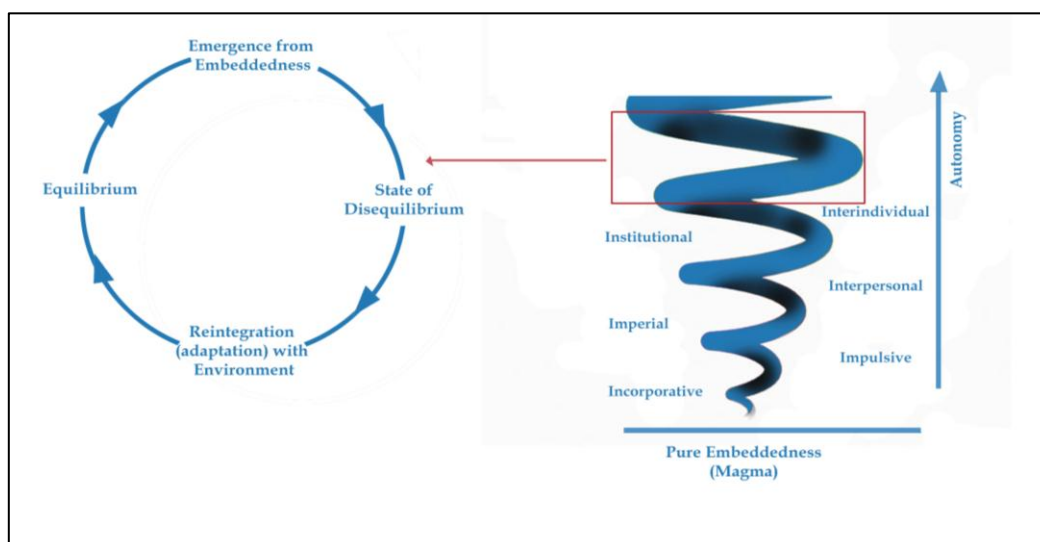 Emergence from
Embeddedness
Equilibrium
State of
Disequilibrium
Reintegration
(adaptation) with
Environment
Autonomy
Interindividual
Institutional
Interpersonal
Imperial
Impulsive
Incorporative
Pure Embeddedness
(Magma)